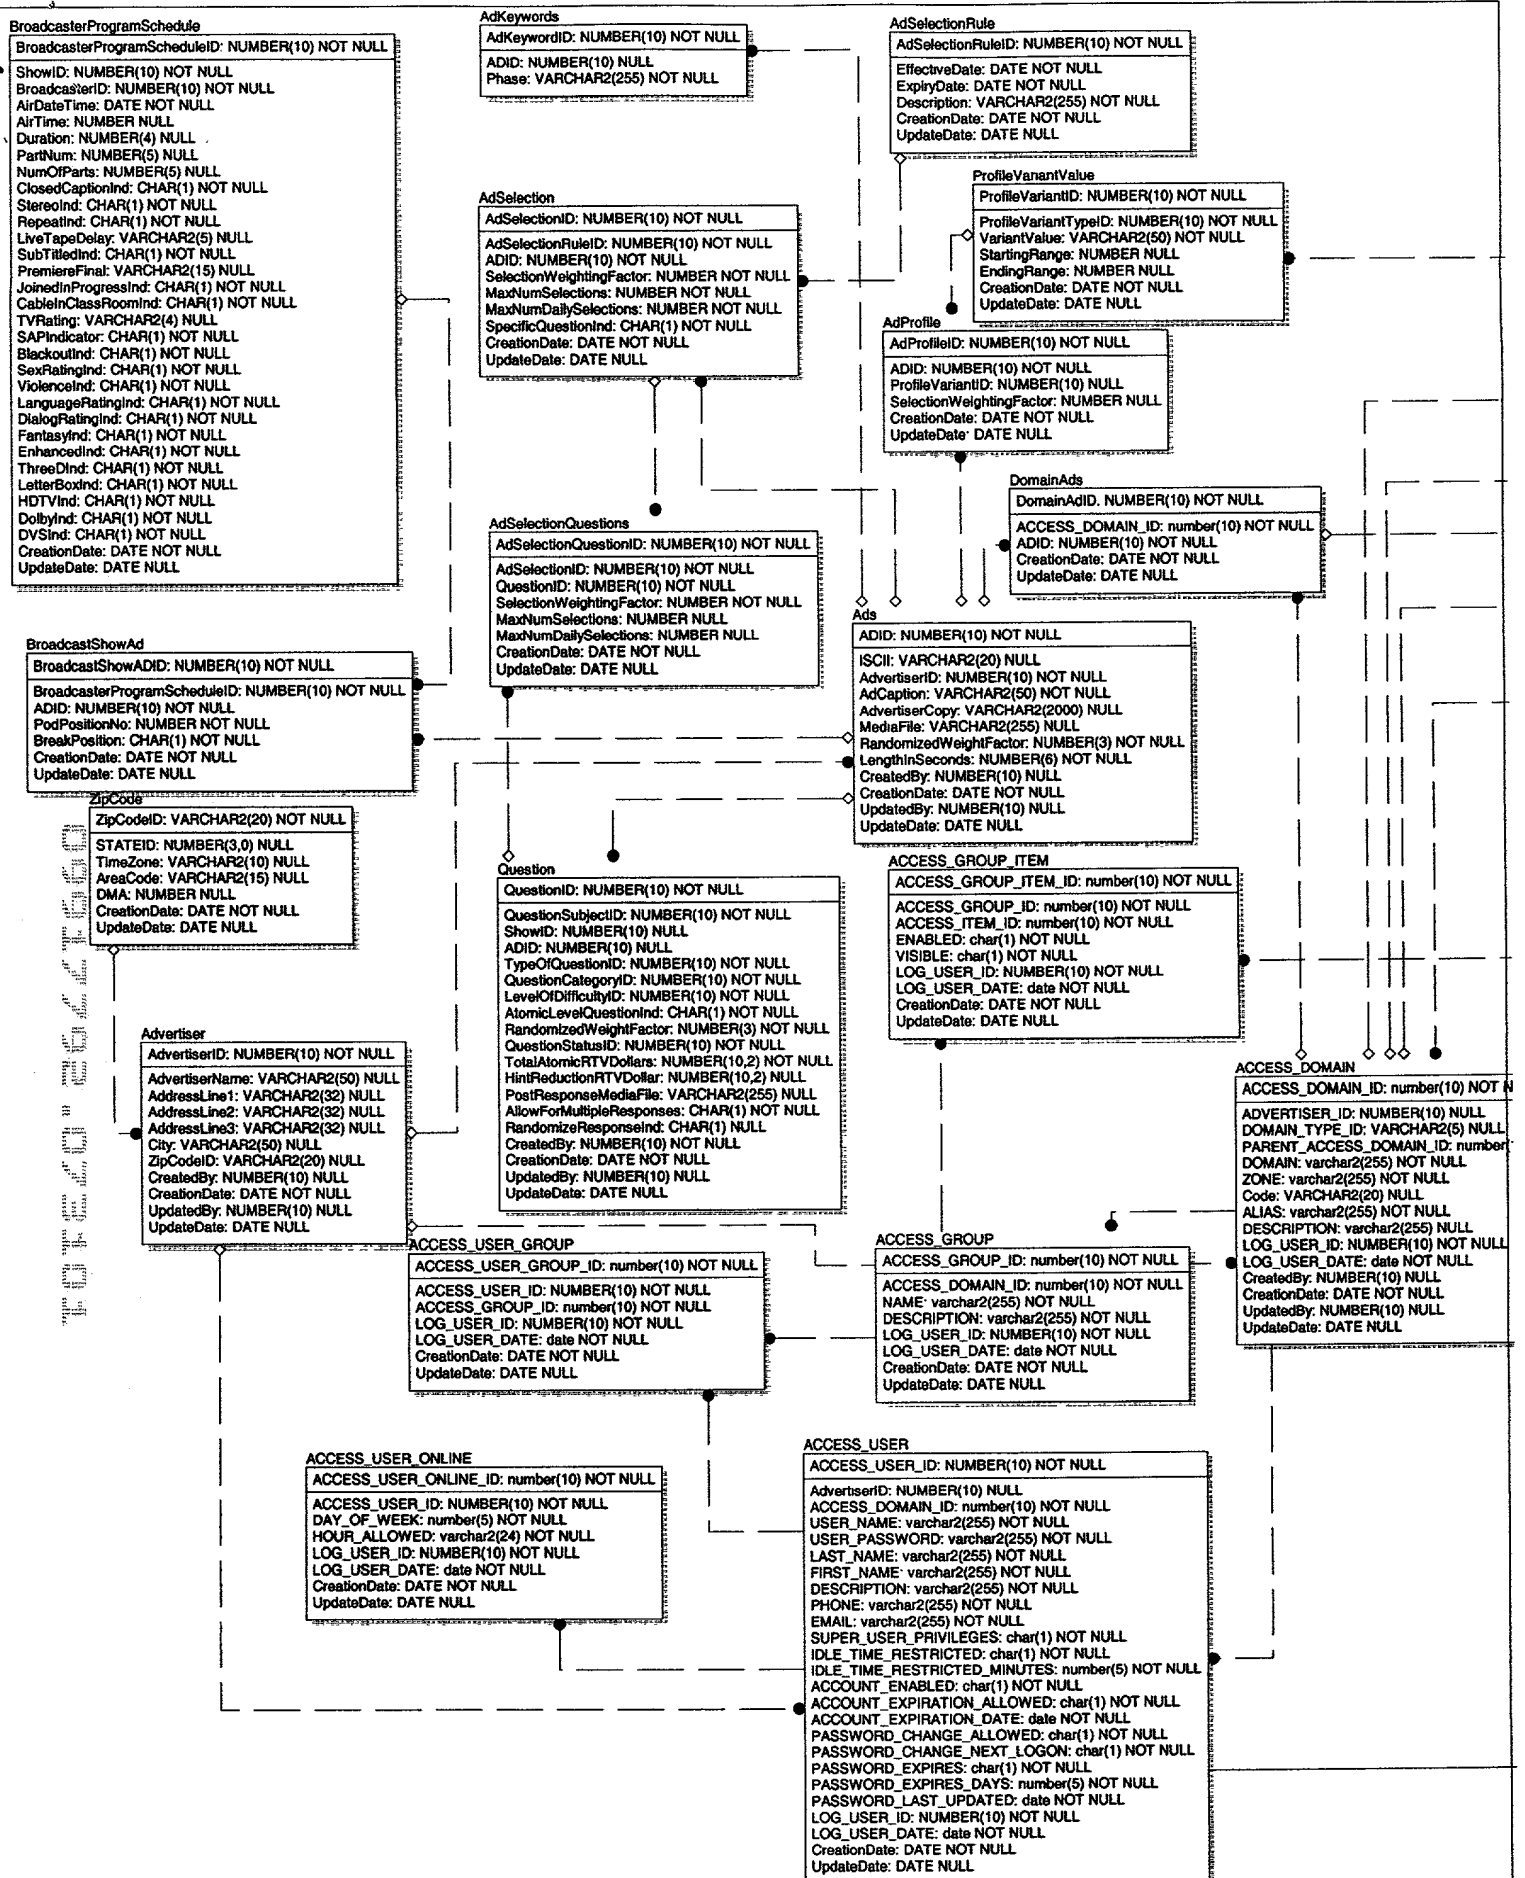 BroadcasterProgramSchedule
BroadcasterProgramScheduleID: NUMBER(10) NOT NULL
ShowID: NUMBER(10) NOT NULL
BroadcasterID: NUMBER(10) NOT NULL
AirDateTime: DATE NOT NULL
AirTime: NUMBER NULL
Duration: NUMBER(4) NULL
PartNum: NUMBER(5) NULL
NumOfParts: NUMBER(5) NULL
ClosedCaptionInd: CHAR(1) NOT NULL
StereoInd: CHAR(1) NOT NULL
RepeatInd: CHAR(1) NOT NULL
LiveTapeDelay: VARCHAR2(5) NULL
SubTitledInd: CHAR(1) NOT NULL
PremiereFinal: VARCHAR2(15) NULL
JoinedInProgressInd: CHAR(1) NOT NULL
CableInClassRoomInd: CHAR(1) NOT NULL
TVRating: VARCHAR2(4) NULL
SAPIndicator: CHAR(1) NOT NULL
BlackoutInd: CHAR(1) NOT NULL
SexRatingInd: CHAR(1) NOT NULL
ViolenceInd: CHAR(1) NOT NULL
LanguageRatingInd: CHAR(1) NOT NULL
DialogRatingInd: CHAR(1) NOT NULL
FantasyInd: CHAR(1) NOT NULL
EnhancedInd: CHAR(1) NOT NULL
ThreeDInd: CHAR(1) NOT NULL
LetterBoxInd: CHAR(1) NOT NULL
HDTVInd: CHAR(1) NOT NULL
DolbyInd: CHAR(1) NOT NULL
DVSInd: CHAR(1) NOT NULL
CreationDate: DATE NOT NULL
UpdateDate: DATE NULL
AdKeywords
AdKeywordID: NUMBER(10) NOT NULL
ADID: NUMBER(10) NULL
Phase: VARCHAR2(255) NOT NULL
AdSelectionRule
AdSelectionRuleID: NUMBER(10) NOT NULL
EffectiveDate: DATE NOT NULL
ExpiryDate: DATE NOT NULL
Description: VARCHAR2(255) NOT NULL
CreationDate: DATE NOT NULL
UpdateDate: DATE NULL
ProfileVanantValue
ProfileVariantID: NUMBER(10) NOT NULL
ProfileVariantTypeID: NUMBER(10) NOT NULL
VariantValue: VARCHAR2(50) NOT NULL
StartingRange: NUMBER NULL
EndingRange: NUMBER NULL
CreationDate: DATE NOT NULL
UpdateDate: DATE NULL
AdSelection
AdSelectionID: NUMBER(10) NOT NULL
AdSelectionRuleID: NUMBER(10) NOT NULL
ADID: NUMBER(10) NOT NULL
SelectionWeightingFactor: NUMBER NOT NULL
MaxNumSelections: NUMBER NOT NULL
MaxNumDailySelections: NUMBER NOT NULL
SpecificQuestionInd: CHAR(1) NOT NULL
CreationDate: DATE NOT NULL
UpdateDate: DATE NULL
AdProfile
AdProfileID: NUMBER(10) NOT NULL
ADID: NUMBER(10) NOT NULL
ProfileVariantID: NUMBER(10) NOT NULL
SelectionWeightingFactor: NUMBER NULL
CreationDate: DATE NOT NULL
UpdateDate: DATE NULL
DomainAds
DomainAdID. NUMBER(10) NOT NULL
ACCESS_DOMAIN_ID: number(10) NOT NULL
ADID: NUMBER(10) NOT NULL
CreationDate: DATE NOT NULL
UpdateDate: DATE NULL
AdSelectionQuestions
AdSelectionQuestionID: NUMBER(10) NOT NULL
AdSelectionID: NUMBER(10) NOT NULL
QuestionID: NUMBER(10) NOT NULL
SelectionWeightingFactor: NUMBER NOT NULL
MaxNumSelections: NUMBER NULL
MaxNumDailySelections: NUMBER NULL
CreationDate: DATE NOT NULL
UpdateDate: DATE NULL
Ads
ADID: NUMBER(10) NOT NULL
ISCII: VARCHAR2(20) NULL
AdvertiserID: NUMBER(10) NOT NULL
AdCaption: VARCHAR2(50) NOT NULL
AdvertiserCopy: VARCHAR2(2000) NULL
MediaFile: VARCHAR2(255) NULL
RandomizedWeightFactor: NUMBER(3) NOT NULL
LengthInSeconds: NUMBER(6) NOT NULL
CreatedBy: NUMBER(10) NULL
CreationDate: DATE NOT NULL
UpdatedBy: NUMBER(10) NULL
UpdateDate: DATE NULL
BroadcastShowAd
BroadcastShowADID: NUMBER(10) NOT NULL
BroadcasterProgramScheduleID: NUMBER(10) NOT NULL
ADID: NUMBER(10) NOT NULL
PodPositionNo: NUMBER NOT NULL
BreakPosition: CHAR(1) NOT NULL
CreationDate: DATE NOT NULL
UpdateDate: DATE NULL
ZipCode
ZipCodeID: VARCHAR2(20) NOT NULL
STATEID: NUMBER(3,0) NULL
TimeZone: VARCHAR2(10) NULL
AreaCode: VARCHAR2(15) NULL
DMA: NUMBER NULL
CreationDate: DATE NOT NULL
UpdateDate: DATE NULL
Question
QuestionID: NUMBER(10) NOT NULL
QuestionSubjectID: NUMBER(10) NOT NULL
ShowID: NUMBER(10) NULL
ADID: NUMBER(10) NULL
TypeOfQuestionID: NUMBER(10) NOT NULL
QuestionCategoryID: NUMBER(10) NOT NULL
LevelOfDifficultyID: NUMBER(10) NOT NULL
AtomicLevelQuestionInd: CHAR(1) NOT NULL
RandomizedWeightFactor: NUMBER(3) NOT NULL
QuestionStatusID: NUMBER(10) NOT NULL
TotalAtomicRTVDollars: NUMBER(10,2) NOT NULL
HintReductionRTVDollar: NUMBER(10,2) NOT NULL
PostResponseMediaFile: VARCHAR2(255) NULL
AllowForMultipleResponses: CHAR(1) NOT NULL
RandomizeResponseInd: CHAR(1) NULL
CreatedBy: NUMBER(10) NOT NULL
CreationDate: DATE NOT NULL
UpdatedBy: NUMBER(10) NULL
UpdateDate: DATE NULL
ACCESS_GROUP_ITEM
ACCESS_GROUP_ITEM_ID: number(10) NOT NULL
ACCESS_GROUP_ID: number(10) NOT NULL
ACCESS_ITEM_ID: number(10) NOT NULL
ENABLED: char(1) NOT NULL
VISIBLE: char(1) NOT NULL
LOG_USER_ID: NUMBER(10) NOT NULL
LOG_USER_DATE: date NOT NULL
CreationDate: DATE NOT NULL
UpdateDate: DATE NULL
Advertiser
AdvertiserID: NUMBER(10) NOT NULL
AdvertiserName: VARCHAR2(50) NULL
AddressLine1: VARCHAR2(32) NULL
AddressLine2: VARCHAR2(32) NULL
AddressLine3: VARCHAR2(32) NULL
City: VARCHAR2(50) NULL
ZipCodeID: VARCHAR2(20) NULL
CreatedBy: NUMBER(10) NULL
CreationDate: DATE NOT NULL
UpdatedBy: NUMBER(10) NULL
UpdateDate: DATE NULL
ACCESS_DOMAIN
ACCESS_DOMAIN_ID: number(10) NOT N
ADVERTISER_ID: NUMBER(10) NULL
DOMAIN_TYPE_ID: VARCHAR2(5) NULL
PARENT_ACCESS_DOMAIN_ID: number(
DOMAIN: varchar2(255) NOT NULL
ZONE: varchar2(255) NOT NULL
Code: VARCHAR2(20) NULL
ALIAS: varchar2(255) NOT NULL
DESCRIPTION: varchar2(255) NULL
LOG_USER_ID: NUMBER(10) NOT NULL
LOG_USER_DATE: date NOT NULL
CreatedBy: NUMBER(10) NULL
CreationDate: DATE NOT NULL
UpdatedBy: NUMBER(10) NULL
UpdateDate: DATE NULL
ACCESS_USER_GROUP
ACCESS_USER_GROUP_ID: number(10) NOT NULL
ACCESS_USER_ID: NUMBER(10) NOT NULL
ACCESS_GROUP_ID: number(10) NOT NULL
LOG_USER_ID: NUMBER(10) NOT NULL
LOG_USER_DATE: date NOT NULL
CreationDate: DATE NOT NULL
UpdateDate: DATE NULL
ACCESS_GROUP
ACCESS_GROUP_ID: number(10) NOT NULL
ACCESS_DOMAIN_ID: number(10) NOT NULL
NAME: varchar2(255) NOT NULL
DESCRIPTION: varchar2(255) NOT NULL
LOG_USER_ID: NUMBER(10) NOT NULL
LOG_USER_DATE: date NOT NULL
CreationDate: DATE NOT NULL
UpdateDate: DATE NULL
ACCESS_USER_ONLINE
ACCESS_USER_ONLINE_ID: number(10) NOT NULL
ACCESS_USER_ID: NUMBER(10) NOT NULL
DAY_OF_WEEK: number(5) NOT NULL
HOUR_ALLOWED: varchar2(24) NOT NULL
LOG_USER_ID: NUMBER(10) NOT NULL
LOG_USER_DATE: date NOT NULL
CreationDate: DATE NOT NULL
UpdateDate: DATE NULL
ACCESS_USER
ACCESS_USER_ID: NUMBER(10) NOT NULL
AdvertiserID: NUMBER(10) NULL
ACCESS_DOMAIN_ID: number(10) NOT NULL
USER_NAME: varchar2(255) NOT NULL
USER_PASSWORD: varchar2(255) NOT NULL
LAST_NAME: varchar2(255) NOT NULL
FIRST_NAME: varchar2(255) NOT NULL
DESCRIPTION: varchar2(255) NOT NULL
PHONE: varchar2(255) NOT NULL
EMAIL: varchar2(255) NOT NULL
SUPER_USER_PRIVILEGES: char(1) NOT NULL
IDLE_TIME_RESTRICTED: char(1) NOT NULL
IDLE_TIME_RESTRICTED_MINUTES: number(5) NOT NULL
ACCOUNT_ENABLED: char(1) NOT NULL
ACCOUNT_EXPIRATION_ALLOWED: char(1) NOT NULL
ACCOUNT_EXPIRATION_DATE: date NOT NULL
PASSWORD_CHANGE_ALLOWED: char(1) NOT NULL
PASSWORD_CHANGE_NEXT_LOGON: char(1) NOT NULL
PASSWORD_EXPIRES: char(1) NOT NULL
PASSWORD_EXPIRES_DAYS: number(5) NOT NULL
PASSWORD_LAST_UPDATED: date NOT NULL
LOG_USER_ID: NUMBER(10) NOT NULL
LOG_USER_DATE: date NOT NULL
CreationDate: DATE NOT NULL
UpdateDate: DATE NULL